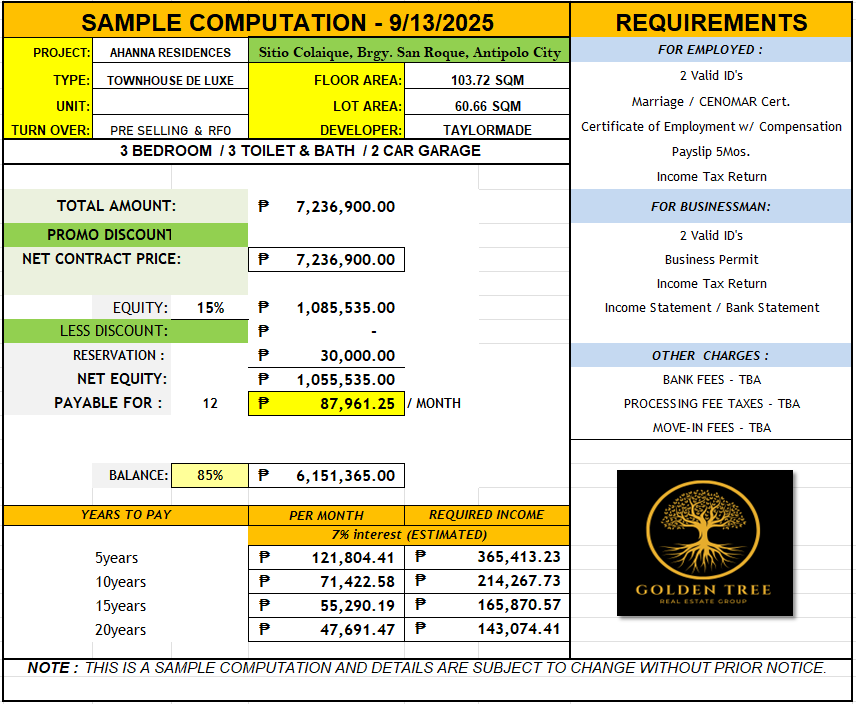 SAMPLE COMPUTATION - 9/13/2025
PROJECT: AHANNA RESIDENCES Sitio Colaique, Brgy. San Roque, Antipolo City
TYPE: TOWNHOUSE DE LUXE FLOOR AREA: 103.72 SQM
UNIT: LOT AREA: 60.66 SQM
TURN OVER: PRE SELLING & RFO DEVELOPER: TAYLORMADE
3 BEDROOM / 3 TOILET & BATH / 2 CAR GARAGE
TOTAL AMOUNT: ₱ 7,236,900.00
PROMO DISCOUNT
NET CONTRACT PRICE: ₱ 7,236,900.00
EQUITY: 15% ₱ 1,085,535.00
LESS DISCOUNT: ₱ -
RESERVATION : ₱ 30,000.00
NET EQUITY: ₱ 1,055,535.00
PAYABLE FOR : 12 ₱ 87,961.25 / MONTH
BALANCE: 85% ₱ 6,151,365.00
YEARS TO PAY PER MONTH REQUIRED INCOME
7% interest (ESTIMATED)
5years ₱ 121,804.41 ₱ 365,413.23
10years ₱ 71,422.58 ₱ 214,267.73
15years ₱ 55,290.19 ₱ 165,870.57
20years ₱ 47,691.47 ₱ 143,074.41
REQUIREMENTS
FOR EMPLOYED :
2 Valid ID's
Marriage / CENOMAR Cert.
Certificate of Employment w/ Compensation
Payslip 5Mos.
Income Tax Return
FOR BUSINESSMAN:
2 Valid ID's
Business Permit
Income Tax Return
Income Statement / Bank Statement
OTHER CHARGES :
BANK FEES - TBA
PROCESSING FEE TAXES - TBA
MOVE-IN FEES - TBA
GOLDEN TREE
REAL ESTATE GROUP
NOTE : THIS IS A SAMPLE COMPUTATION AND DETAILS ARE SUBJECT TO CHANGE WITHOUT PRIOR NOTICE.